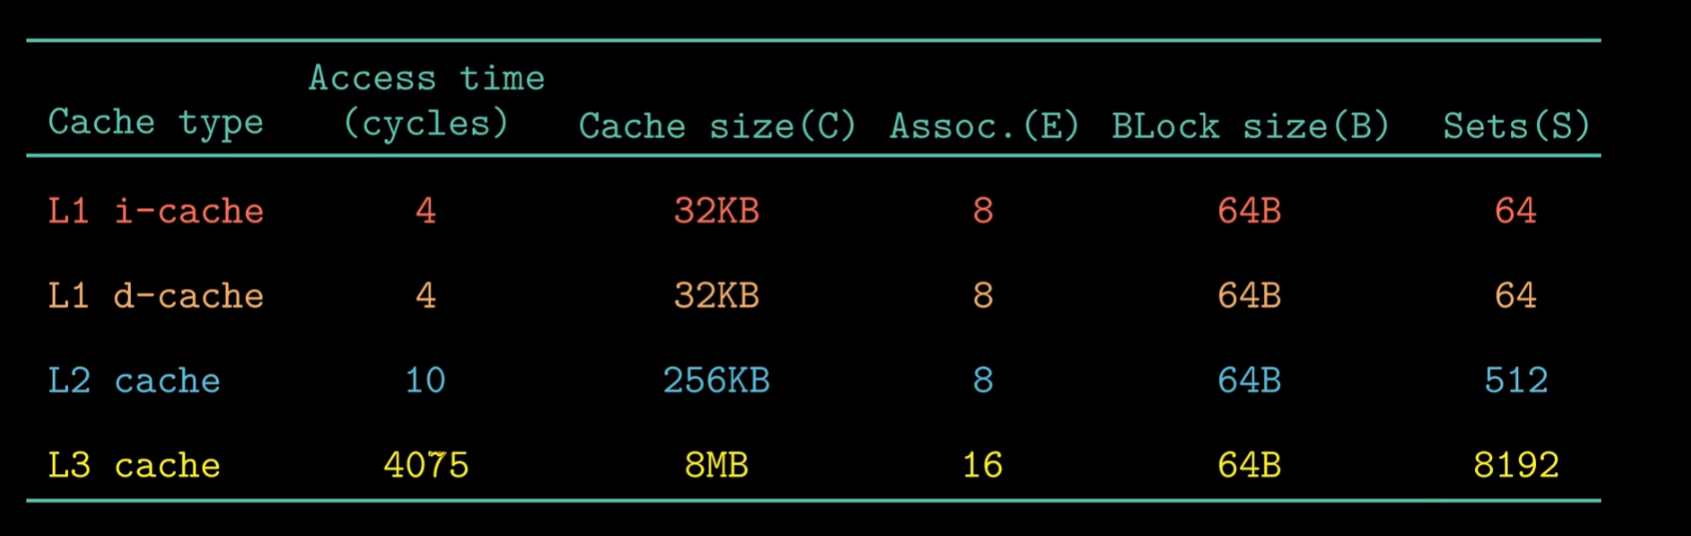 Cache type Access time (cycles) Cache size(C) Assoc.(E) BLock size(B) Sets(S)
L1 i-cache 4 32KB 8 64B 64
L1 d-cache 4 32KB 8 64B 64
L2 cache 10 256KB 8 64B 512
L3 cache 4075 8MB 16 64B 8192